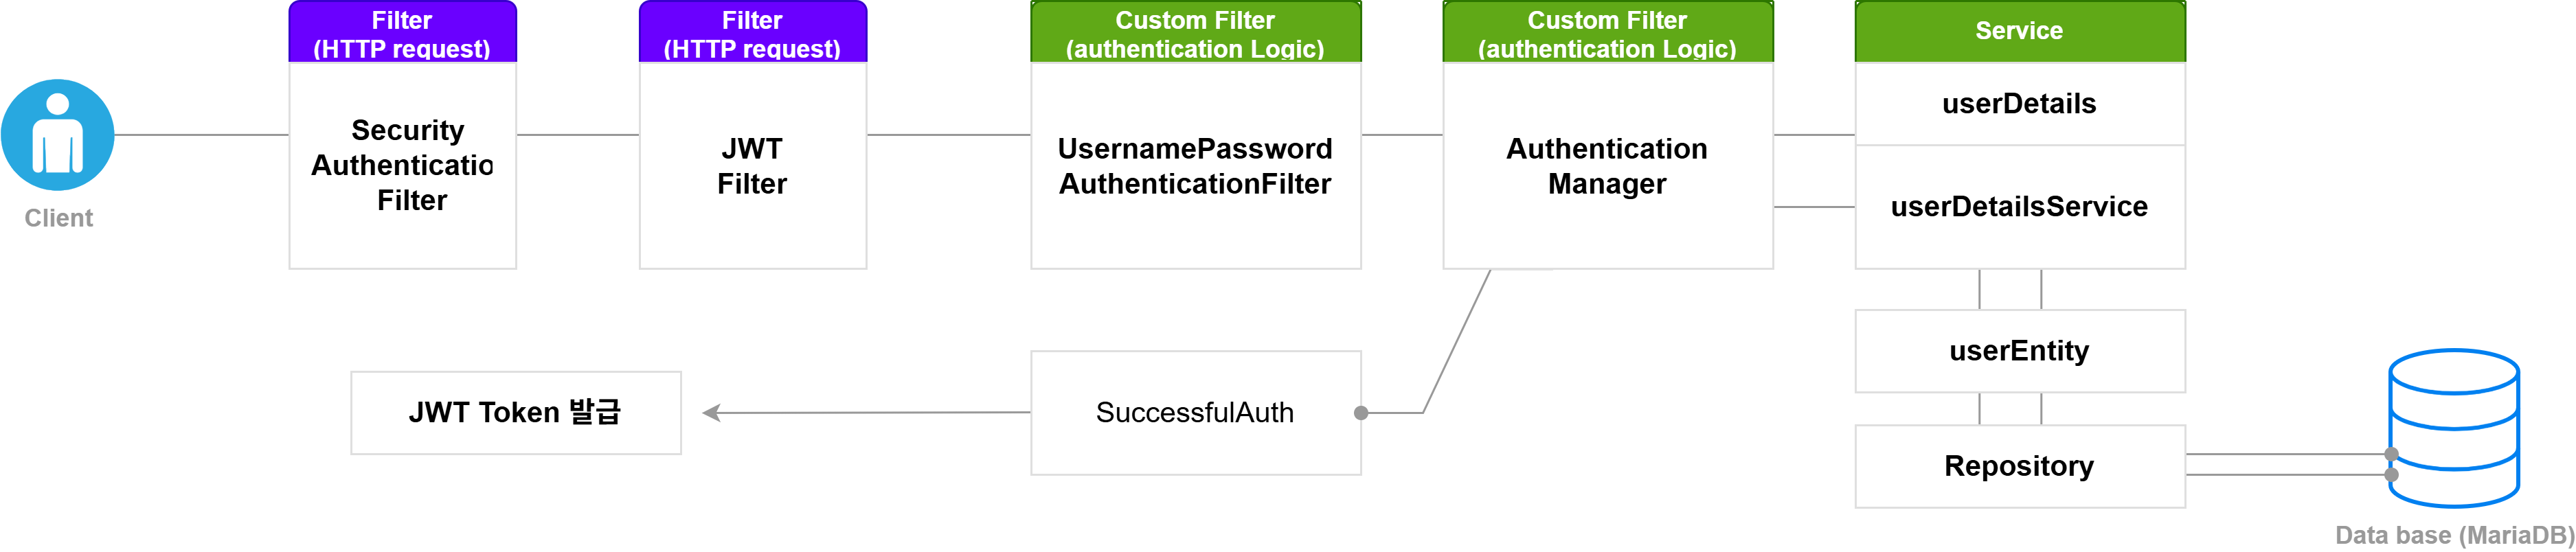 Filter
(HTTP request)
Security
Authenticatio
Filter
Filter
(HTTP request)
JWT
Filter
Custom Filter
(authentication Logic)
UsernamePassword
AuthenticationFilter
Custom Filter
(authentication Logic)
Authentication
Manager
Service
userDetails
userDetailsService
Client
userEntity
JWT Token 발급
SuccessfulAuth
Repository
Data base (MariaDB)